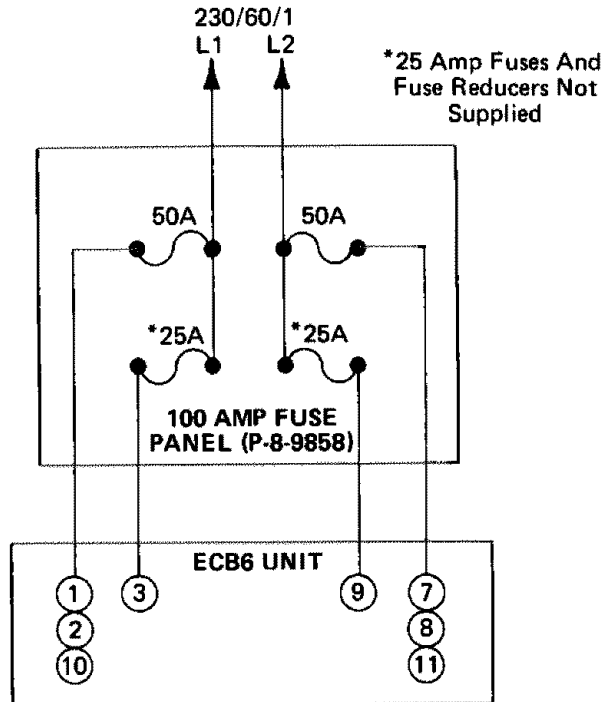 230/60/1
L1 L2
*25 Amp Fuses And
Fuse Reducers Not
Supplied
50A 50A
*25A *25A
100 AMP FUSE
PANEL (P-8-9858)
ECB6 UNIT
1 3 9 7
2 8
10 11